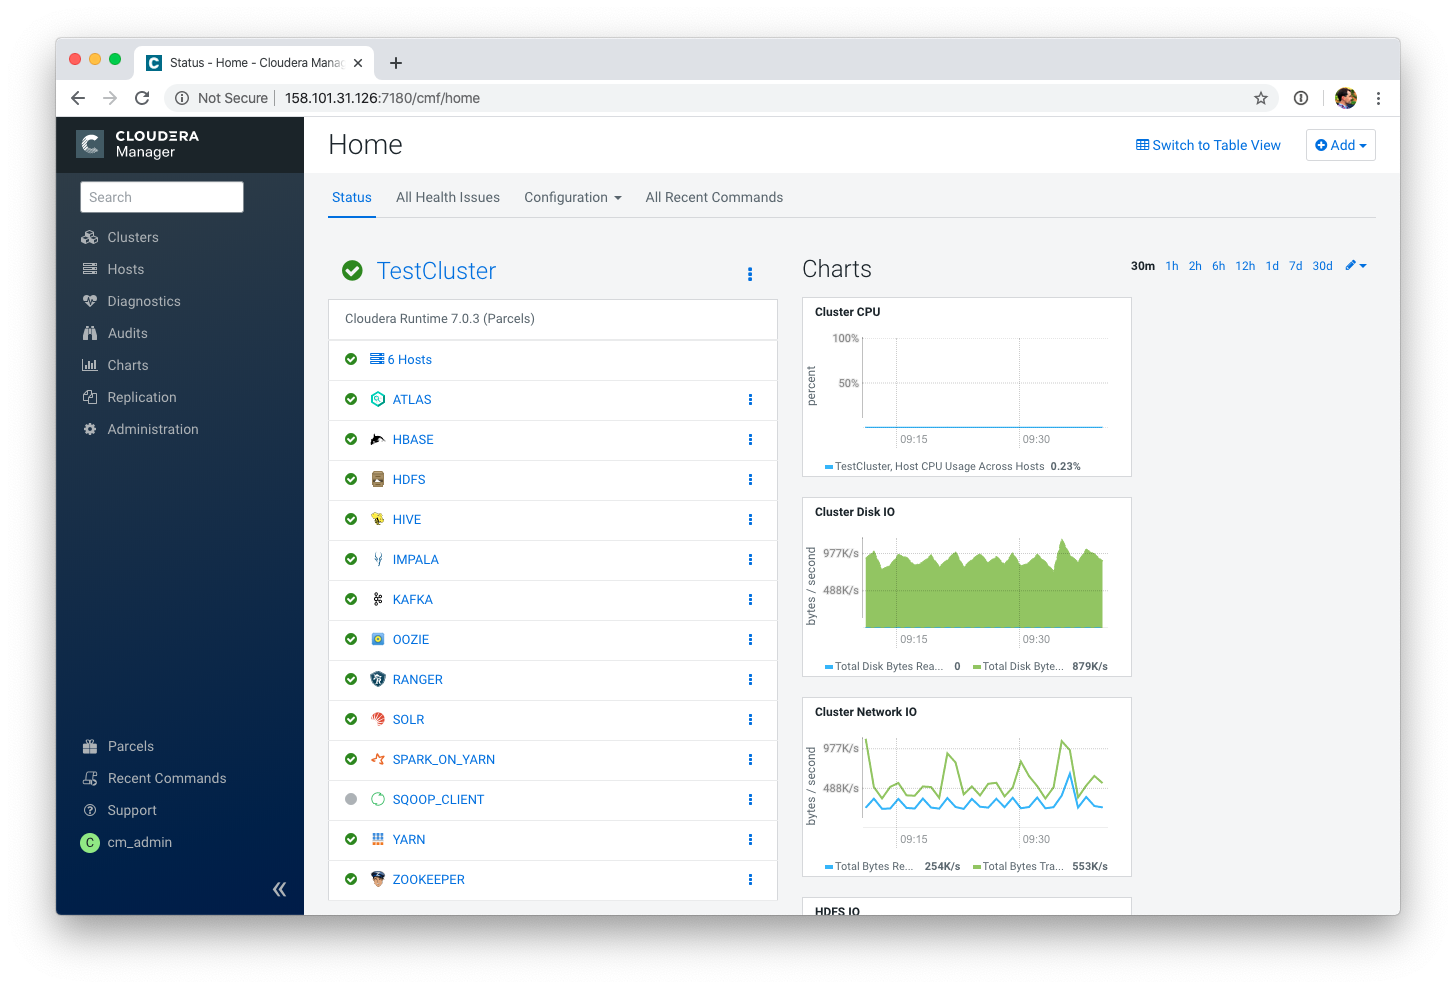 Status - Home - Cloudera Manag
Not Secure
158.101.31.126:7180/cmf/home
CLOUDERA
Manager
Search
Clusters
Hosts
Diagnostics
Audits
Charts
Replication
Administration
Parcels
Recent Commands
Support
C cm_admin
Home
Switch to Table View
Add
Status All Health Issues Configuration All Recent Commands
TestCluster
Cloudera Runtime 7.0.3 (Parcels)
6 Hosts
ATLAS
HBASE
HDFS
HIVE
IMPALA
KAFKA
OOZIE
RANGER
SOLR
SPARK_ON_YARN
SQOOP_CLIENT
YARN
ZOOKEEPER
Charts
30m 1h 2h 6h 12h 1d 7d 30d
Cluster CPU
percent
100%
50%
09:15 09:30
TestCluster, Host CPU Usage Across Hosts 0.23%
Cluster Disk IO
bytes / second
977K/s
488K/s
09:15 09:30
Total Disk Bytes Rea... 0 Total Disk Byte... 879K/s
Cluster Network IO
bytes / second
977K/s
488K/s
09:15 09:30
Total Bytes Re... 254K/s Total Bytes Tra... 553K/s
HDFS IO